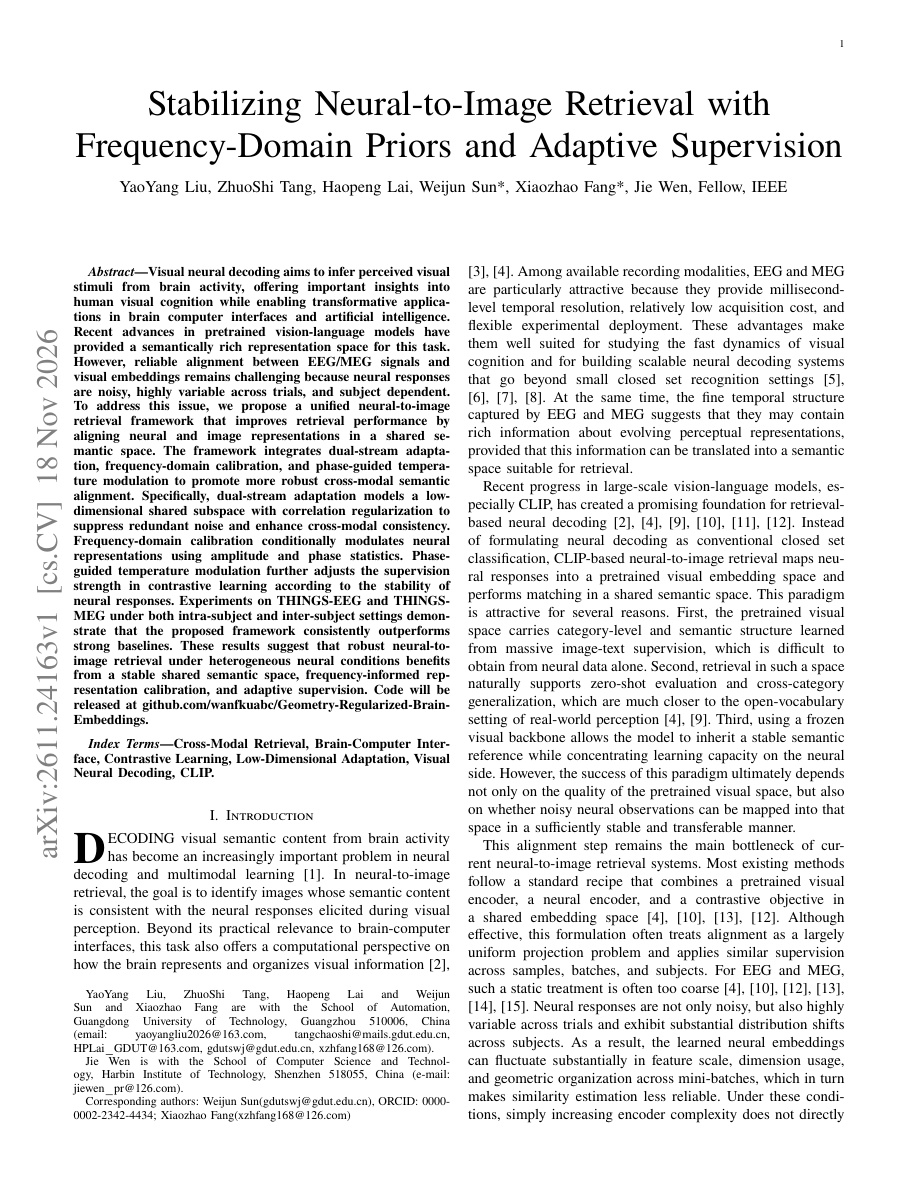 1
Stabilizing Neural-to-Image Retrieval with
Frequency-Domain Priors and Adaptive Supervision
YaoYang Liu, ZhuoShi Tang, Haopeng Lai, Weijun Sun*, Xiaozhao Fang*, Jie Wen, Fellow, IEEE
arXiv:2611.24163v1 [cs.CV] 18 Nov 2026
Abstract—Visual neural decoding aims to infer perceived visual
stimuli from brain activity, offering important insights into
human visual cognition while enabling transformative applica-
tions in brain computer interfaces and artificial intelligence.
Recent advances in pretrained vision-language models have
provided a semantically rich representation space for this task.
However, reliable alignment between EEG/MEG signals and
visual embeddings remains challenging because neural responses
are noisy, highly variable across trials, and subject dependent.
To address this issue, we propose a unified neural-to-image
retrieval framework that improves retrieval performance by
aligning neural and image representations in a shared se-
mantic space. The framework integrates dual-stream adapta-
tion, frequency-domain calibration, and phase-guided tempera-
ture modulation to promote more robust cross-modal semantic
alignment. Specifically, dual-stream adaptation models a low-
dimensional shared subspace with correlation regularization to
suppress redundant noise and enhance cross-modal consistency.
Frequency-domain calibration conditionally modulates neural
representations using amplitude and phase statistics. Phase-
guided temperature modulation further adjusts the supervision
strength in contrastive learning according to the stability of
neural responses. Experiments on THINGS-EEG and THINGS-
MEG under both intra-subject and inter-subject settings demon-
strate that the proposed framework consistently outperforms
strong baselines. These results suggest that robust neural-to-
image retrieval under heterogeneous neural conditions benefits
from a stable shared semantic space, frequency-informed rep-
resentation calibration, and adaptive supervision. Code will be
released at github.com/wanfkuabc/Geometry-Regularized-Brain-
Embeddings.
Index Terms—Cross-Modal Retrieval, Brain-Computer Inter-
face, Contrastive Learning, Low-Dimensional Adaptation, Visual
Neural Decoding, CLIP.
I. Introduction
DECODING visual semantic content from brain activity
has become an increasingly important problem in neural
decoding and multimodal learning [1]. In neural-to-image
retrieval, the goal is to identify images whose semantic content
is consistent with the neural responses elicited during visual
perception. Beyond its practical relevance to brain-computer
interfaces, this task also offers a computational perspective on
how the brain represents and organizes visual information [2],
YaoYang Liu, ZhuoShi Tang, Haopeng Lai and Weijun
Sun and Xiaozhao Fang are with the School of Automation,
Guangdong University of Technology, Guangzhou 510006, China
(email: yaoyangliu2026@163.com, tangchaoshi@mails.gdut.edu.cn,
HPLai_GDUT@163.com, gdutswj@gdut.edu.cn, xzhfang168@126.com).
Jie Wen is with the School of Computer Science and Technol-
ogy, Harbin Institute of Technology, Shenzhen 518055, China (e-mail:
jiewen_pr@126.com).
Corresponding authors: Weijun Sun(gdutswj@gdut.edu.cn), ORCID: 0000-
0002-2342-4434; Xiaozhao Fang(xzhfang168@126.com)
[3], [4]. Among available recording modalities, EEG and MEG
are particularly attractive because they provide millisecond-
level temporal resolution, relatively low acquisition cost, and
flexible experimental deployment. These advantages make
them well suited for studying the fast dynamics of visual
cognition and for building scalable neural decoding systems
that go beyond small closed set recognition settings [5],
[6], [7], [8]. At the same time, the fine temporal structure
captured by EEG and MEG suggests that they may contain
rich information about evolving perceptual representations,
provided that this information can be translated into a semantic
space suitable for retrieval.
Recent progress in large-scale vision-language models, es-
pecially CLIP, has created a promising foundation for retrieval-
based neural decoding [2], [4], [9], [10], [11], [12]. Instead
of formulating neural decoding as conventional closed set
classification, CLIP-based neural-to-image retrieval maps neu-
ral responses into a pretrained visual embedding space and
performs matching in a shared semantic space. This paradigm
is attractive for several reasons. First, the pretrained visual
space carries category-level and semantic structure learned
from massive image-text supervision, which is difficult to
obtain from neural data alone. Second, retrieval in such a space
naturally supports zero-shot evaluation and cross-category
generalization, which are much closer to the open-vocabulary
setting of real-world perception [4], [9]. Third, using a frozen
visual backbone allows the model to inherit a stable semantic
reference while concentrating learning capacity on the neural
side. However, the success of this paradigm ultimately depends
not only on the quality of the pretrained visual space, but also
on whether noisy neural observations can be mapped into that
space in a sufficiently stable and transferable manner.
This alignment step remains the main bottleneck of cur-
rent neural-to-image retrieval systems. Most existing methods
follow a standard recipe that combines a pretrained visual
encoder, a neural encoder, and a contrastive objective in
a shared embedding space [4], [10], [13], [12]. Although
effective, this formulation often treats alignment as a largely
uniform projection problem and applies similar supervision
across samples, batches, and subjects. For EEG and MEG,
such a static treatment is often too coarse [4], [10], [12], [13],
[14], [15]. Neural responses are not only noisy, but also highly
variable across trials and exhibit substantial distribution shifts
across subjects. As a result, the learned neural embeddings
can fluctuate substantially in feature scale, dimension usage,
and geometric organization across mini-batches, which in turn
makes similarity estimation less reliable. Under these condi-
tions, simply increasing encoder complexity does not directly